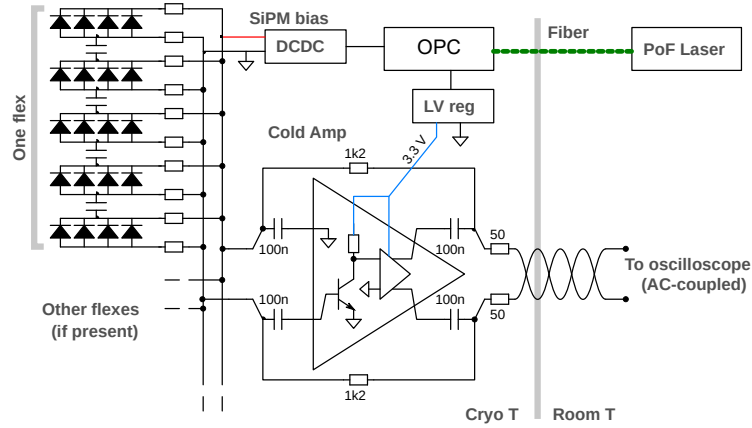 SiPM bias
DCDC
OPC
Fiber
PoF Laser
LV reg
One flex
Cold Amp
3.3 V
1k2
100n
100n
50
100n
100n
50
1k2
To oscilloscope
(AC-coupled)
Other flexes
(if present)
Cryo T
Room T